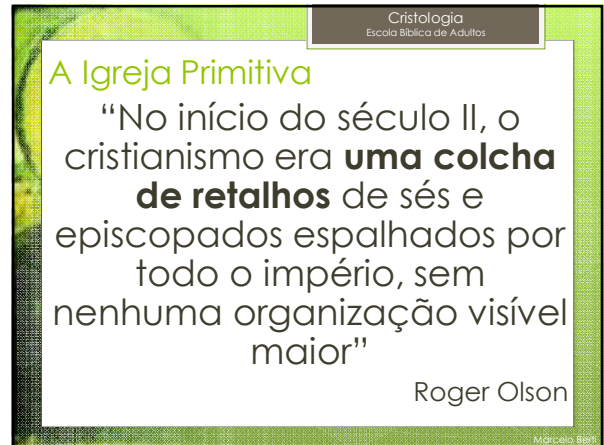 Cristologia
Escola Bíblica de Adultos
A Igreja Primitiva
“No início do século II, o
cristianismo era uma colcha
de retalhos de sés e
episcopados espalhados por
todo o império, sem
nenhuma organização visível
maior”
Roger Olson
Marcelo Berti